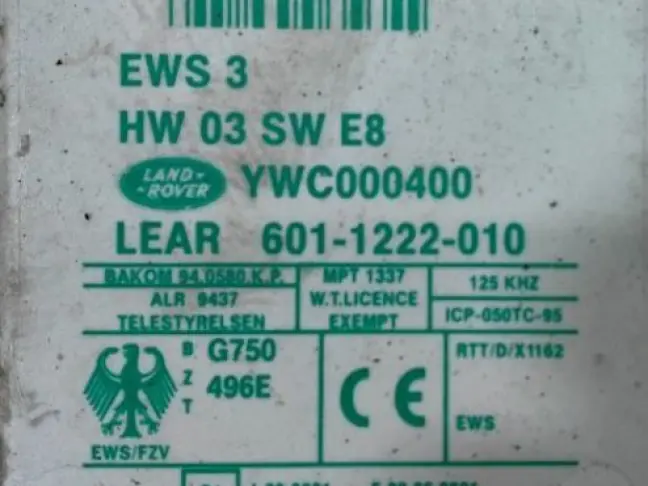 EWS 3
HW 03 SW E8
LAND-
-ROVER
YWC000400
LEAR 601-1222-010
BAKOM 94.0580.K.P.
ALR 9437
TELESTYRELSEN
MPT 1337
W.T.LICENCE
EXEMPT
125 KHZ
ICP-050TC-95
B
Z
T
G750
496E
EWS/FZV
CE
RTT/D/X1162
EWS